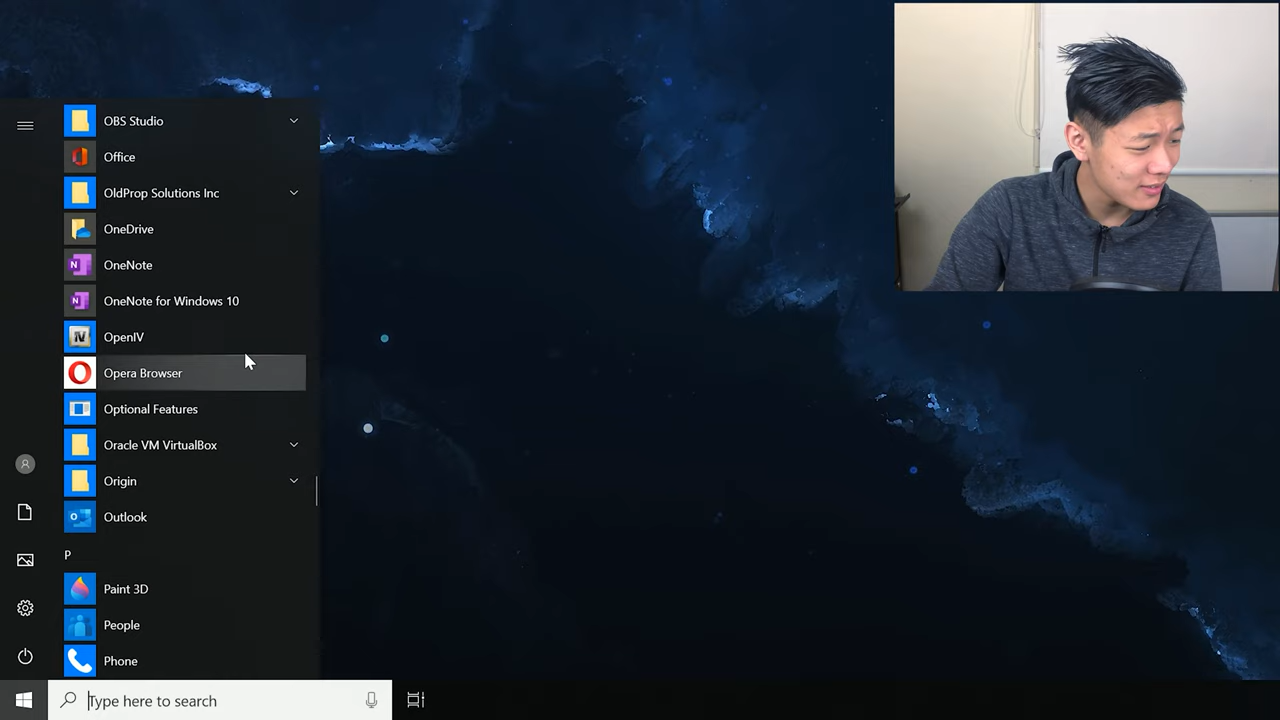 OBS Studio
Office
OldProp Solutions Inc
OneDrive
OneNote
OneNote for Windows 10
OpenIV
Opera Browser
Optional Features
Oracle VM VirtualBox
Origin
Outlook
P
Paint 3D
People
Phone
Type here to search